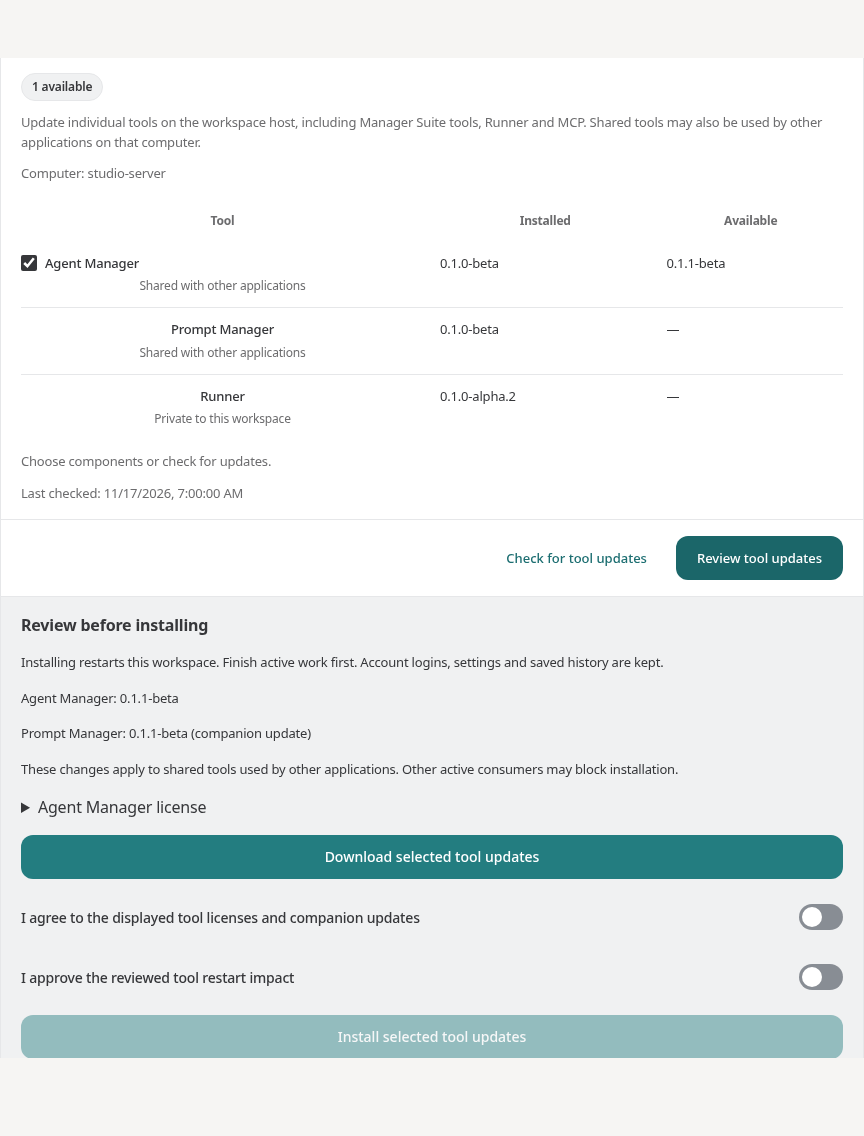 1 available
Update individual tools on the workspace host, including Manager Suite tools, Runner and MCP. Shared tools may also be used by other
applications on that computer.
Computer: studio-server
Tool Installed Available
Agent Manager 0.1.0-beta 0.1.1-beta
Shared with other applications
Prompt Manager 0.1.0-beta —
Shared with other applications
Runner 0.1.0-alpha.2 —
Private to this workspace
Choose components or check for updates.
Last checked: 11/17/2026, 7:00:00 AM
Check for tool updates Review tool updates
Review before installing
Installing restarts this workspace. Finish active work first. Account logins, settings and saved history are kept.
Agent Manager: 0.1.1-beta
Prompt Manager: 0.1.1-beta (companion update)
These changes apply to shared tools used by other applications. Other active consumers may block installation.
Agent Manager license
Download selected tool updates
I agree to the displayed tool licenses and companion updates
I approve the reviewed tool restart impact
Install selected tool updates